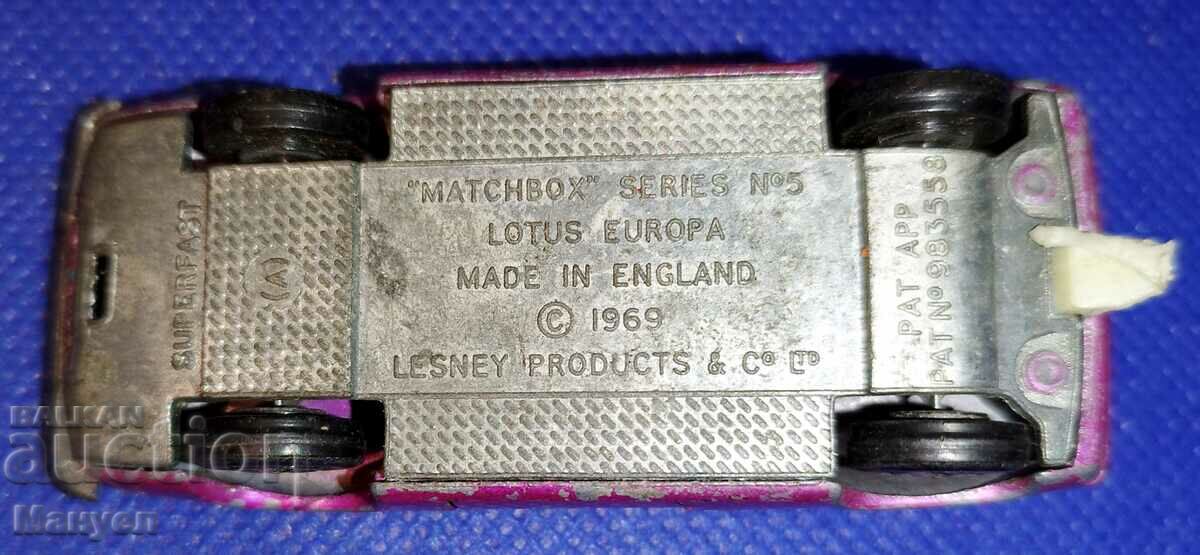 "MATCHBOX" SERIES Nº5
LOTUS EUROPA
MADE IN ENGLAND
© 1969
LESNEY PRODUCTS & Cº LTD
SUPERFAST
(A)
PAT APP
PAT Nº 983558
BALKAN
auction
Мануел